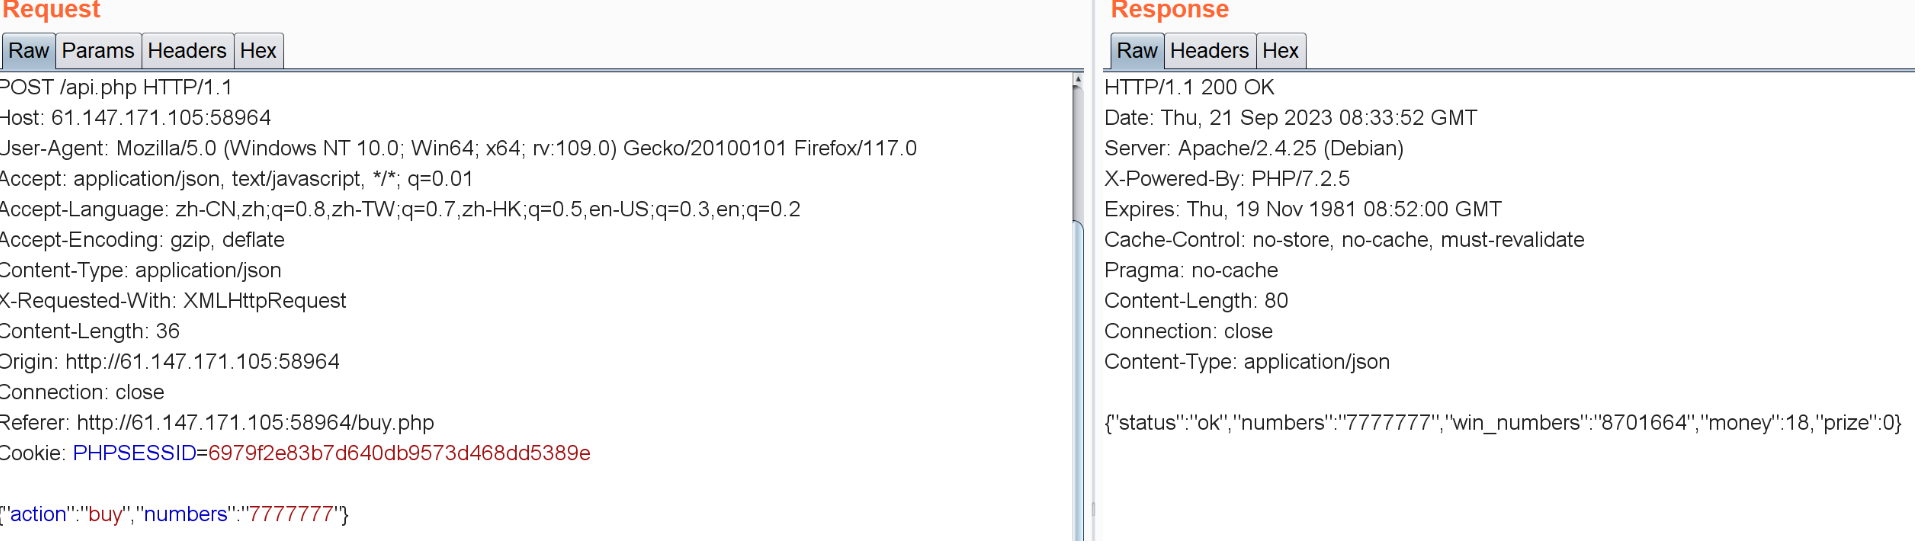 Request
Raw Params Headers Hex
POST /api.php HTTP/1.1
Host: 61.147.171.105:58964
User-Agent: Mozilla/5.0 (Windows NT 10.0; Win64; x64; rv:109.0) Gecko/20100101 Firefox/117.0
Accept: application/json, text/javascript, */*; q=0.01
Accept-Language: zh-CN,zh;q=0.8,zh-TW;q=0.7,zh-HK;q=0.5,en-US;q=0.3,en;q=0.2
Accept-Encoding: gzip, deflate
Content-Type: application/json
X-Requested-With: XMLHttpRequest
Content-Length: 36
Origin: http://61.147.171.105:58964
Connection: close
Referer: http://61.147.171.105:58964/buy.php
Cookie: PHPSESSID=6979f2e83b7d640db9573d468dd5389e
{"action":"buy","numbers":"7777777"}
Response
Raw Headers Hex
HTTP/1.1 200 OK
Date: Thu, 21 Sep 2023 08:33:52 GMT
Server: Apache/2.4.25 (Debian)
X-Powered-By: PHP/7.2.5
Expires: Thu, 19 Nov 1981 08:52:00 GMT
Cache-Control: no-store, no-cache, must-revalidate
Pragma: no-cache
Content-Length: 80
Connection: close
Content-Type: application/json
{"status":"ok","numbers":"7777777","win_numbers":"8701664","money":18,"prize":0}